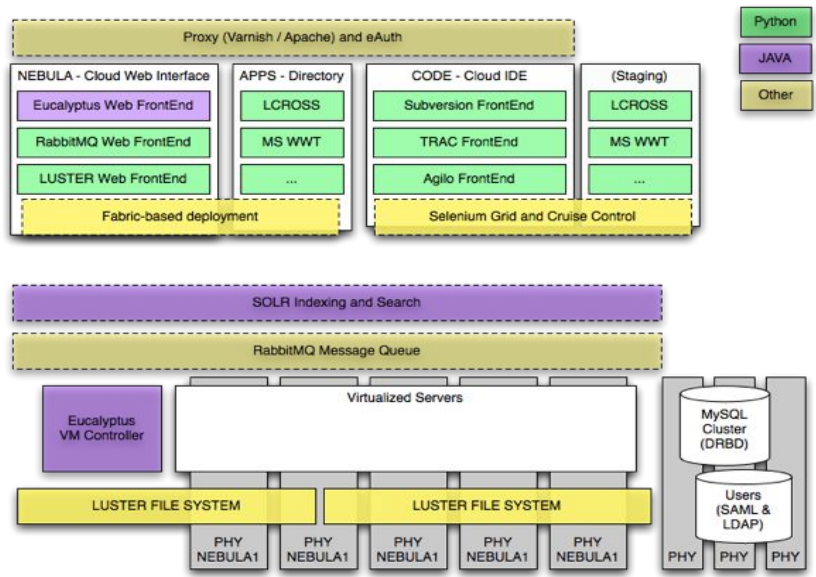 Proxy (Varnish / Apache) and eAuth
Python
JAVA
Other
NEBULA - Cloud Web Interface
Eucalyptus Web FrontEnd
RabbitMQ Web FrontEnd
LUSTER Web FrontEnd
APPS - Directory
LCROSS
MS WWT
...
CODE - Cloud IDE
Subversion FrontEnd
TRAC FrontEnd
Agilo FrontEnd
(Staging)
LCROSS
MS WWT
...
Fabric-based deployment
Selenium Grid and Cruise Control
SOLR Indexing and Search
RabbitMQ Message Queue
Eucalyptus
VM Controller
Virtualized Servers
MySQL
Cluster
(DRBD)
Users
(SAML &
LDAP)
LUSTER FILE SYSTEM
LUSTER FILE SYSTEM
PHY
NEBULA1
PHY
NEBULA1
PHY
NEBULA1
PHY
NEBULA1
PHY
NEBULA1
PHY
PHY
PHY